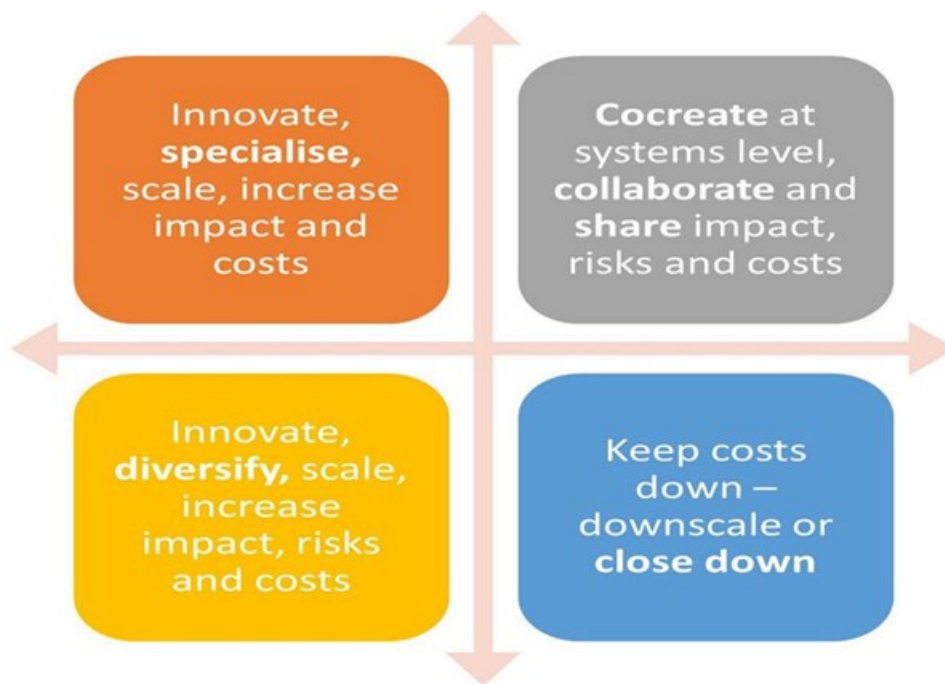 Innovate,
specialise,
scale, increase
impact and
costs
Cocreate at
systems level,
collaborate and
share impact,
risks and costs
Innovate,
diversify, scale,
increase
impact, risks
and costs
Keep costs
down –
downscale or
close down